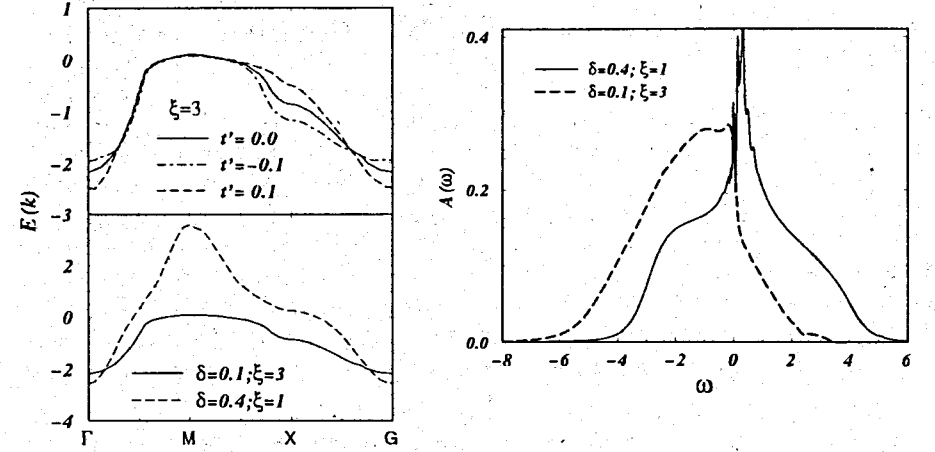 1
0
-1
-2
-3
2
0
-2
-4
E(k)
ξ=3
t'= 0.0
t'=-0.1
t'= 0.1
δ=0.1;ξ=3
δ=0.4;ξ=1
Γ M X G
0.4
0.2
0.0
A(ω)
δ=0.4; ξ=1
δ=0.1; ξ=3
-8 -6 -4 -2 0 2 4 6
ω